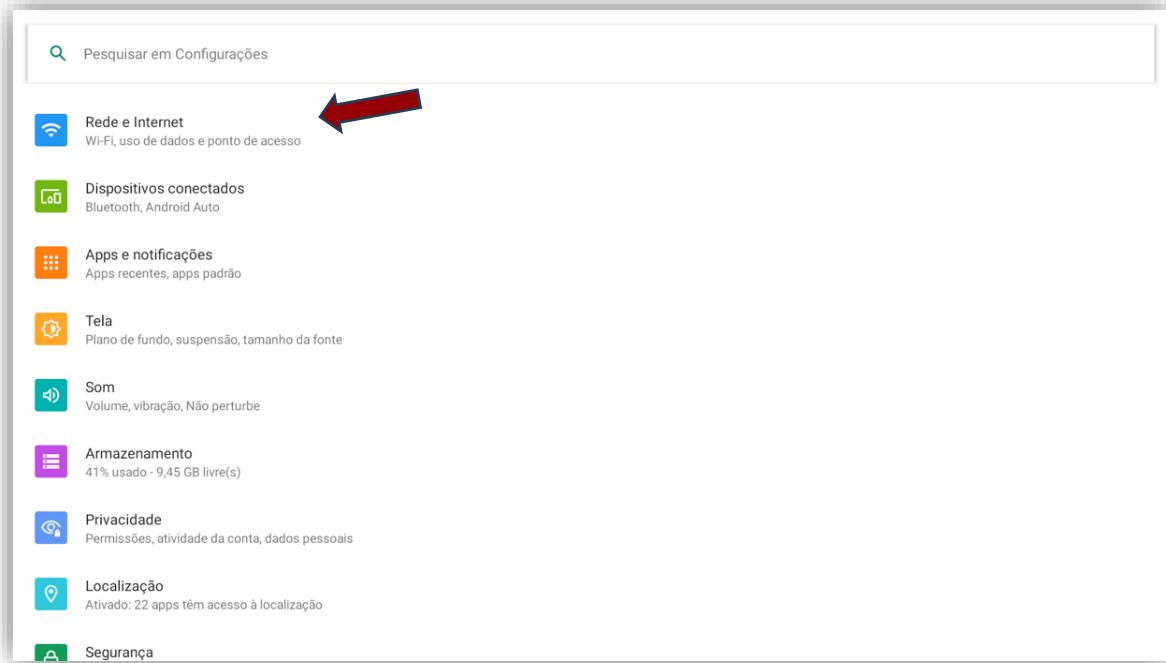 Pesquisar em Configurações
Rede e Internet
Wi-Fi, uso de dados e ponto de acesso
Dispositivos conectados
Bluetooth, Android Auto
Apps e notificações
Apps recentes, apps padrão
Tela
Plano de fundo, suspensão, tamanho da fonte
Som
Volume, vibração, Não perturbe
Armazenamento
41% usado - 9,45 GB livre(s)
Privacidade
Permissões, atividade da conta, dados pessoais
Localização
Ativado: 22 apps têm acesso à localização
Segurança